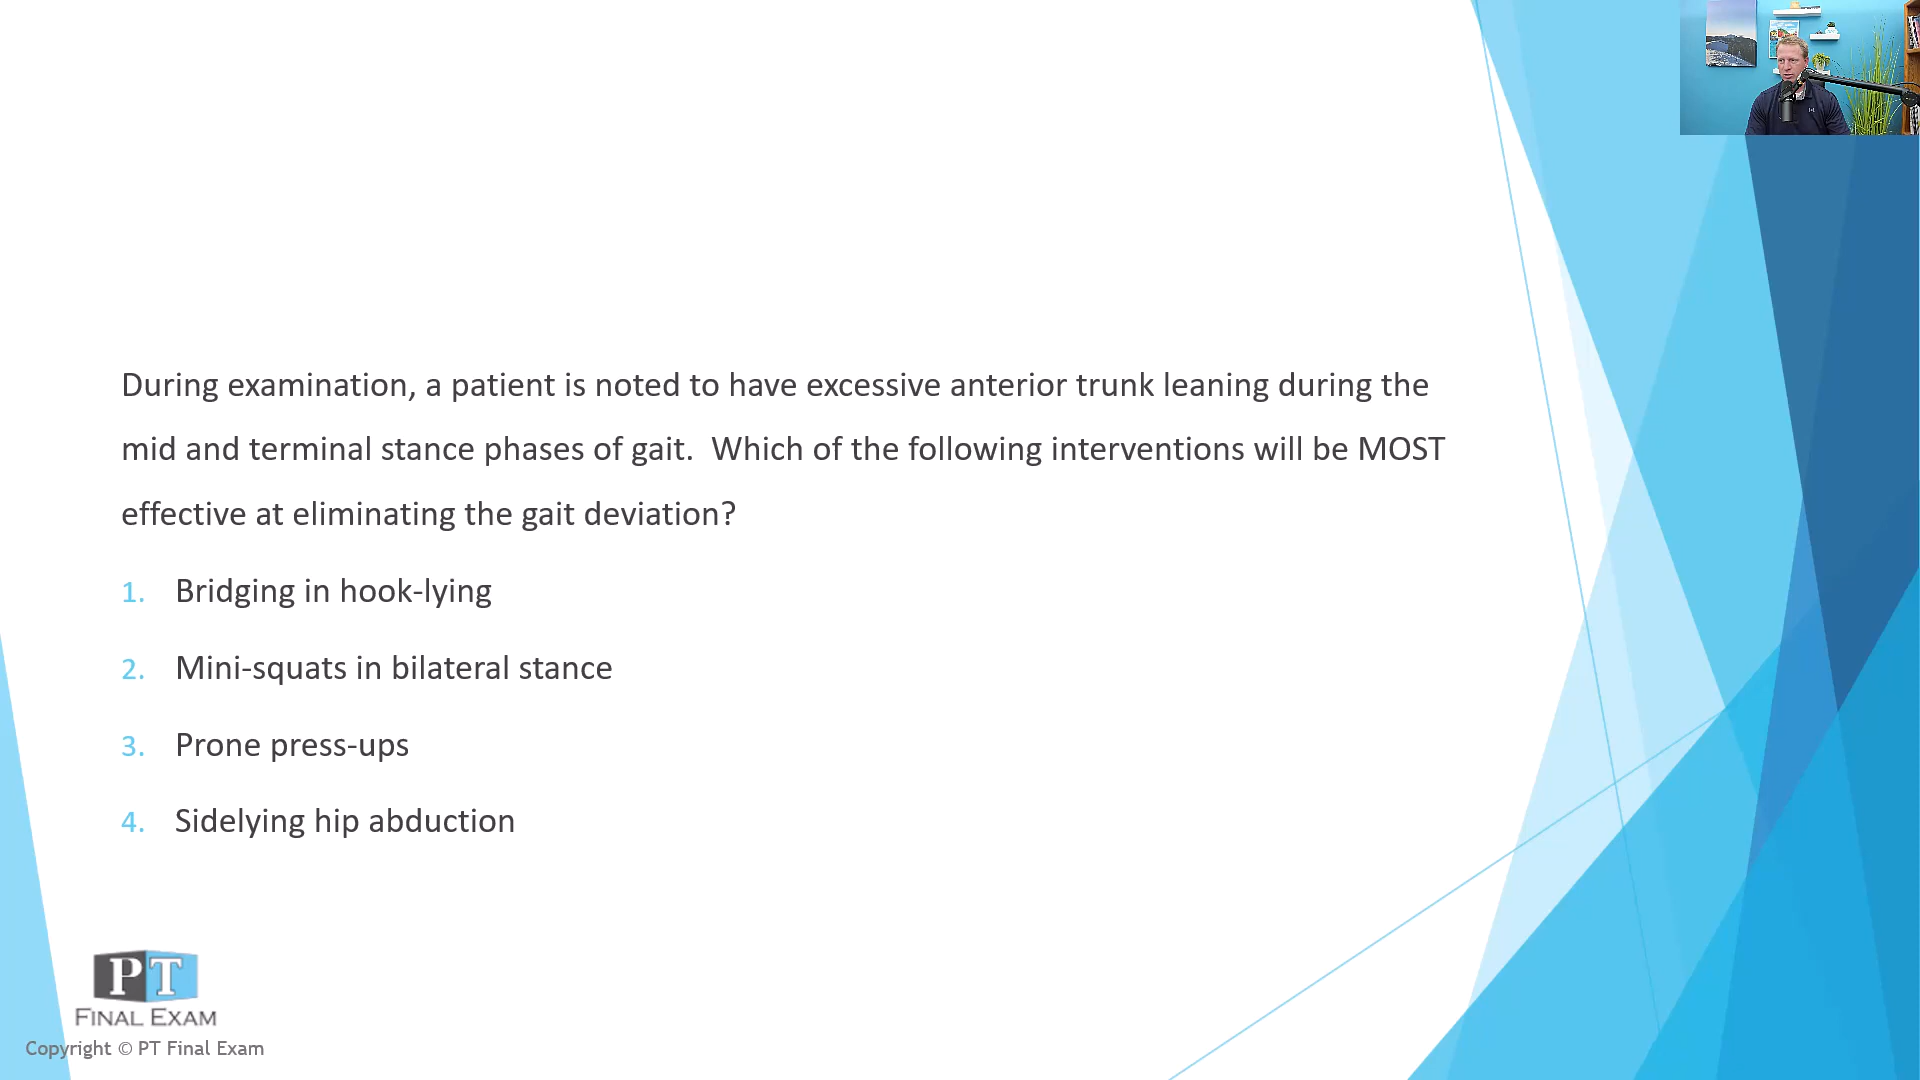 During examination, a patient is noted to have excessive anterior trunk leaning during the
mid and terminal stance phases of gait.  Which of the following interventions will be MOST
effective at eliminating the gait deviation?
1. Bridging in hook-lying
2. Mini-squats in bilateral stance
3. Prone press-ups
4. Sidelying hip abduction
PT
FINAL EXAM
Copyright © PT Final Exam